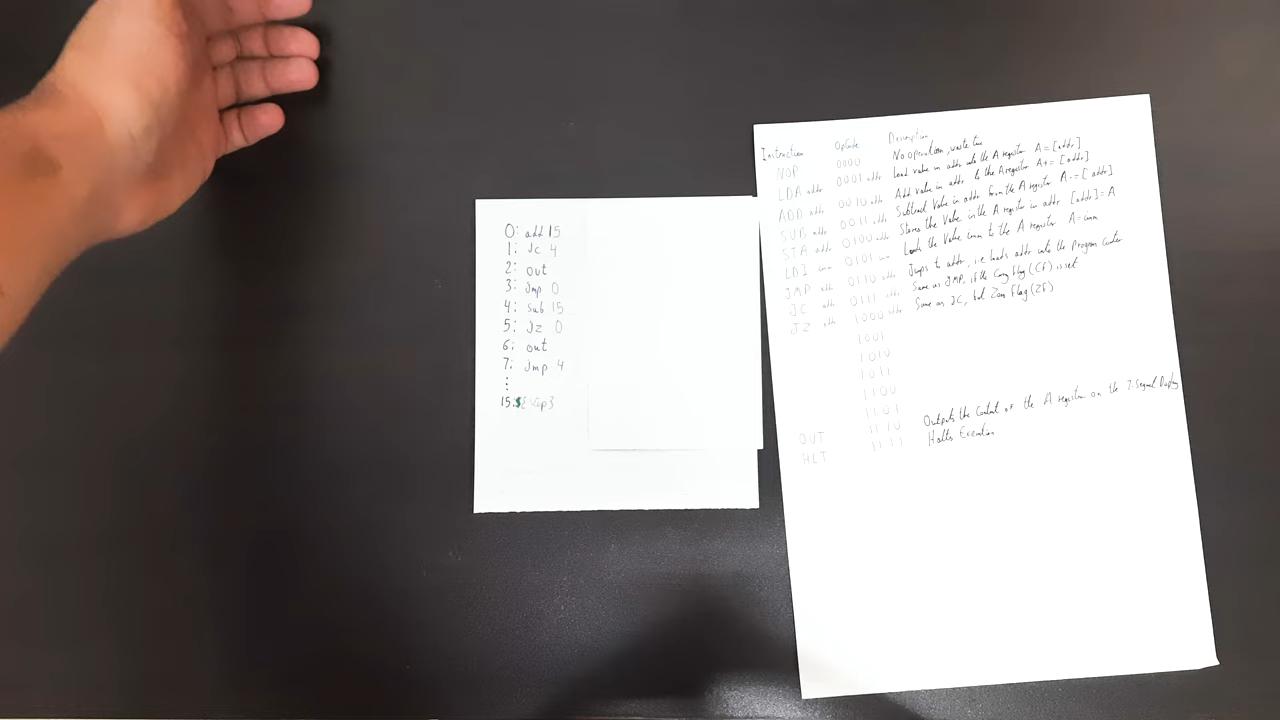 0: add 15
1: Jc 4
2: out
3: Jmp 0
4: Sub 15
5: Jz 0
6: out
7: Jmp 4
⋮
15:
Instruction OpCode Description
NOP 0000 No Operation, waste time
LDA addr 0001 addr Load value in addr into the A register A=[addr]
ADD addr 0010 addr Add value in addr to the A register A+=[addr]
SUB addr 0011 addr Subtract Value in addr from the A register A-=[addr]
STA addr 0100 addr Stores the Value in the A register in addr [addr]=A
LDI imm 0101 imm Loads the Value imm to the A register A=imm
JMP addr 0110 addr Jumps to addr, i.e loads addr into the Program Counter
JC addr 0111 addr Same as JMP, if the Carry flag (CF) is set
JZ addr 1000 addr Same as JC, but Zero Flag (ZF)
1001
1010
1011
1100
1101
OUT 1110 Outputs the Content of the A register on the 7-Segment Display
HLT 1111 Halts Execution